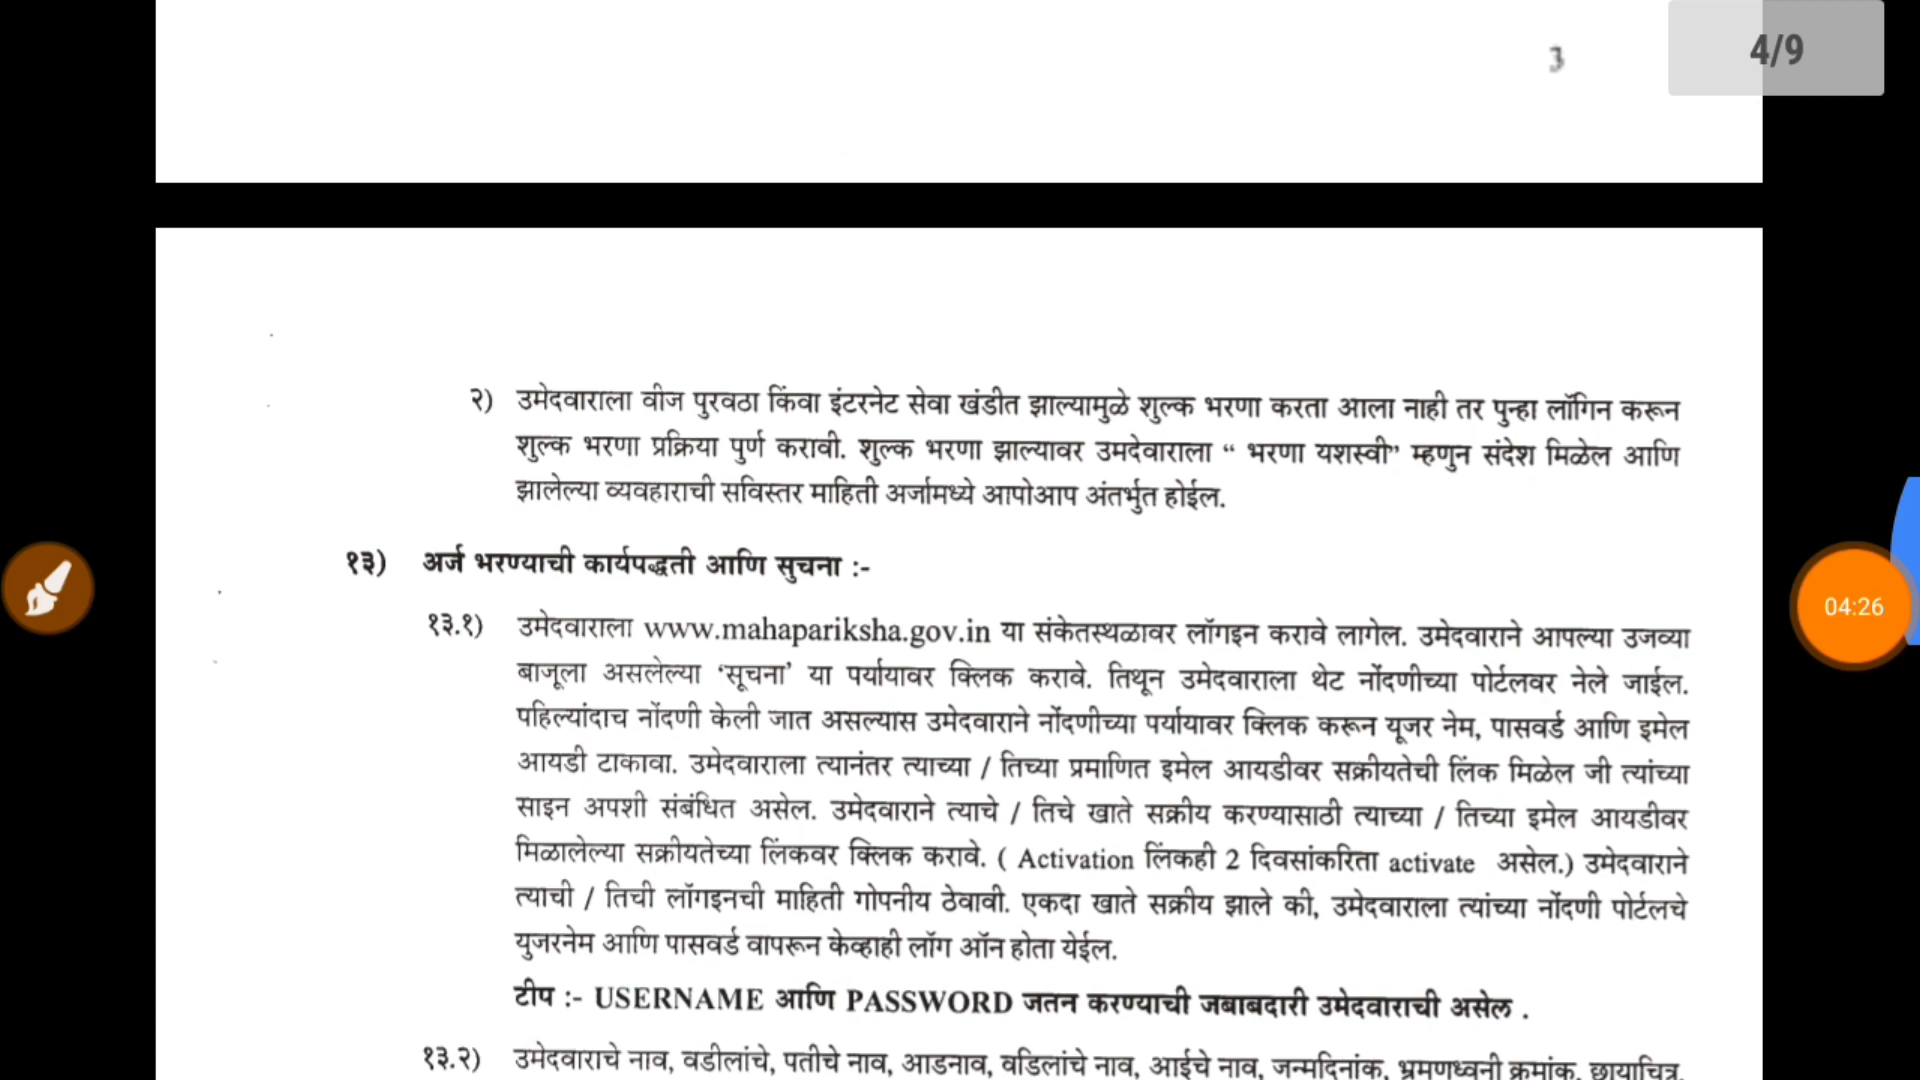 3
4/9
२) उमेदवाराला वीज पुरवठा किंवा इंटरनेट सेवा खंडीत झाल्यामुळे शुल्क भरणा करता आला नाही तर पुन्हा लॉगिन करून
शुल्क भरणा प्रक्रिया पुर्ण करावी. शुल्क भरणा झाल्यावर उमदेवाराला “ भरणा यशस्वी” म्हणुन संदेश मिळेल आणि
झालेल्या व्यवहाराची सविस्तर माहिती अर्जामध्ये आपोआप अंतर्भुत होईल.
१३) अर्ज भरण्याची कार्यपद्धती आणि सुचना :-
१३.१) उमेदवाराला www.mahapariksha.gov.in या संकेतस्थळावर लॉगइन करावे लागेल. उमेदवाराने आपल्या उजव्या
बाजूला असलेल्या ‘सूचना’ या पर्यायावर क्लिक करावे. तिथून उमेदवाराला थेट नोंदणीच्या पोर्टलवर नेले जाईल.
पहिल्यांदाच नोंदणी केली जात असल्यास उमेदवाराने नोंदणीच्या पर्यायावर क्लिक करून यूजर नेम, पासवर्ड आणि इमेल
आयडी टाकावा. उमेदवाराला त्यानंतर त्याच्या / तिच्या प्रमाणित इमेल आयडीवर सक्रीयतेची लिंक मिळेल जी त्यांच्या
साइन अपशी संबंधित असेल. उमेदवाराने त्याचे / तिचे खाते सक्रीय करण्यासाठी त्याच्या / तिच्या इमेल आयडीवर
04:26
मिळालेल्या सक्रीयतेच्या लिंकवर क्लिक करावे. ( Activation लिंकही 2 दिवसांकरिता activate असेल.) उमेदवाराने
त्याची / तिची लॉगइनची माहिती गोपनीय ठेवावी. एकदा खाते सक्रीय झाले की, उमेदवाराला त्यांच्या नोंदणी पोर्टलचे
युजरनेम आणि पासवर्ड वापरून केव्हाही लॉग ऑन होता येईल.
टीप :- USERNAME आणि PASSWORD जतन करण्याची जबाबदारी उमेदवाराची असेल .
१३.२) उमेदवाराचे नाव, वडीलांचे, पतीचे नाव, आडनाव, वडिलांचे नाव, आईचे नाव, जन्मदिनांक, भ्रमणध्वनी क्रमांक, छायाचित्र,